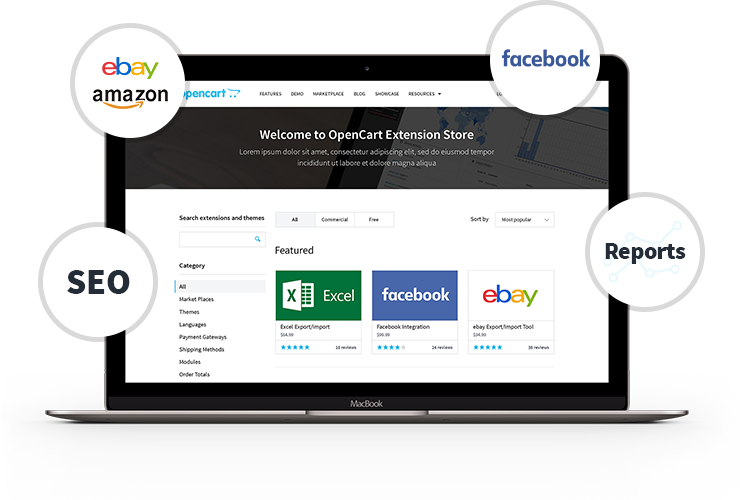 facebook
ebay
amazon
opencart
FEATURES DEMO MARKETPLACE BLOG SHOWCASE RESOURCES
Welcome to OpenCart Extension Store
Lorem ipsum dolor sit amet, consectetur adipiscing elit, sed do eiusmod tempor
incididunt ut labore et dolore magna aliqua
Search extensions and themes
All Commercial Free
Sort by Most popular
Featured
Category
All
Market Places
Themes
Languages
Payment Gateways
Shipping Methods
Modules
Order Totals
Excel
Excel Export/Import
$64.99
18 reviews
facebook
Facebook Integration
$99.99
24 reviews
ebay
ebay Export/Import Tool
$54.99
36 reviews
SEO
Reports
MacBook